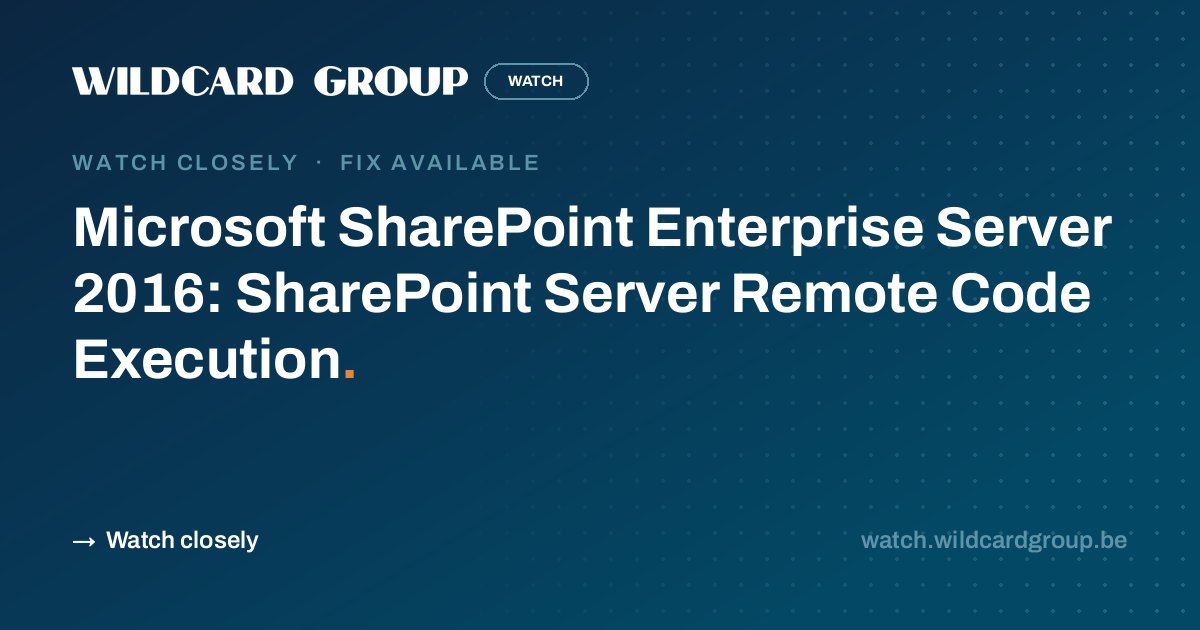 WILDCARD GROUP WATCH
WATCH CLOSELY · FIX AVAILABLE
Microsoft SharePoint Enterprise Server
2016: SharePoint Server Remote Code
Execution.
→ Watch closely
watch.wildcardgroup.be